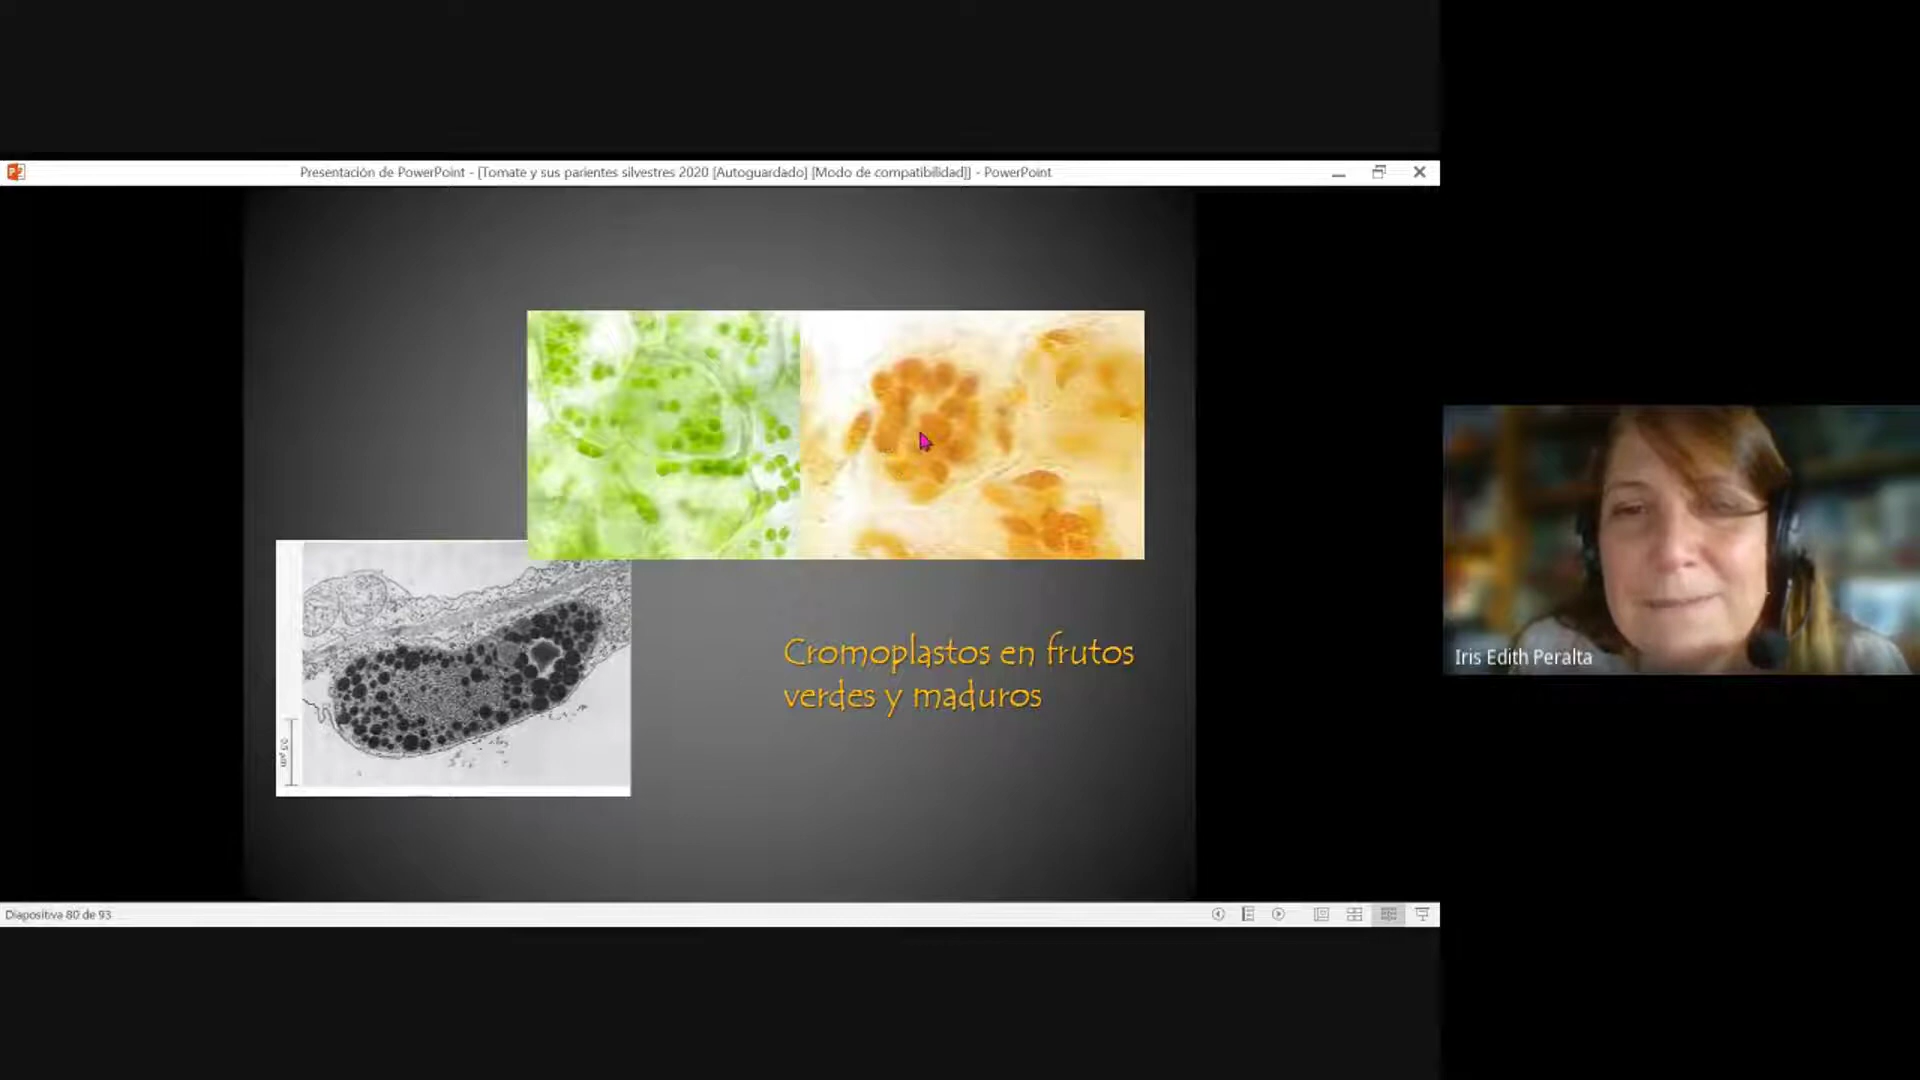 Presentación de PowerPoint - [Tomate y sus parientes silvestres 2020 [Autoguardado] [Modo de compatibilidad]] - PowerPoint
Cromoplastos en frutos
verdes y maduros
Iris Edith Peralta
Diapositiva 80 de 93